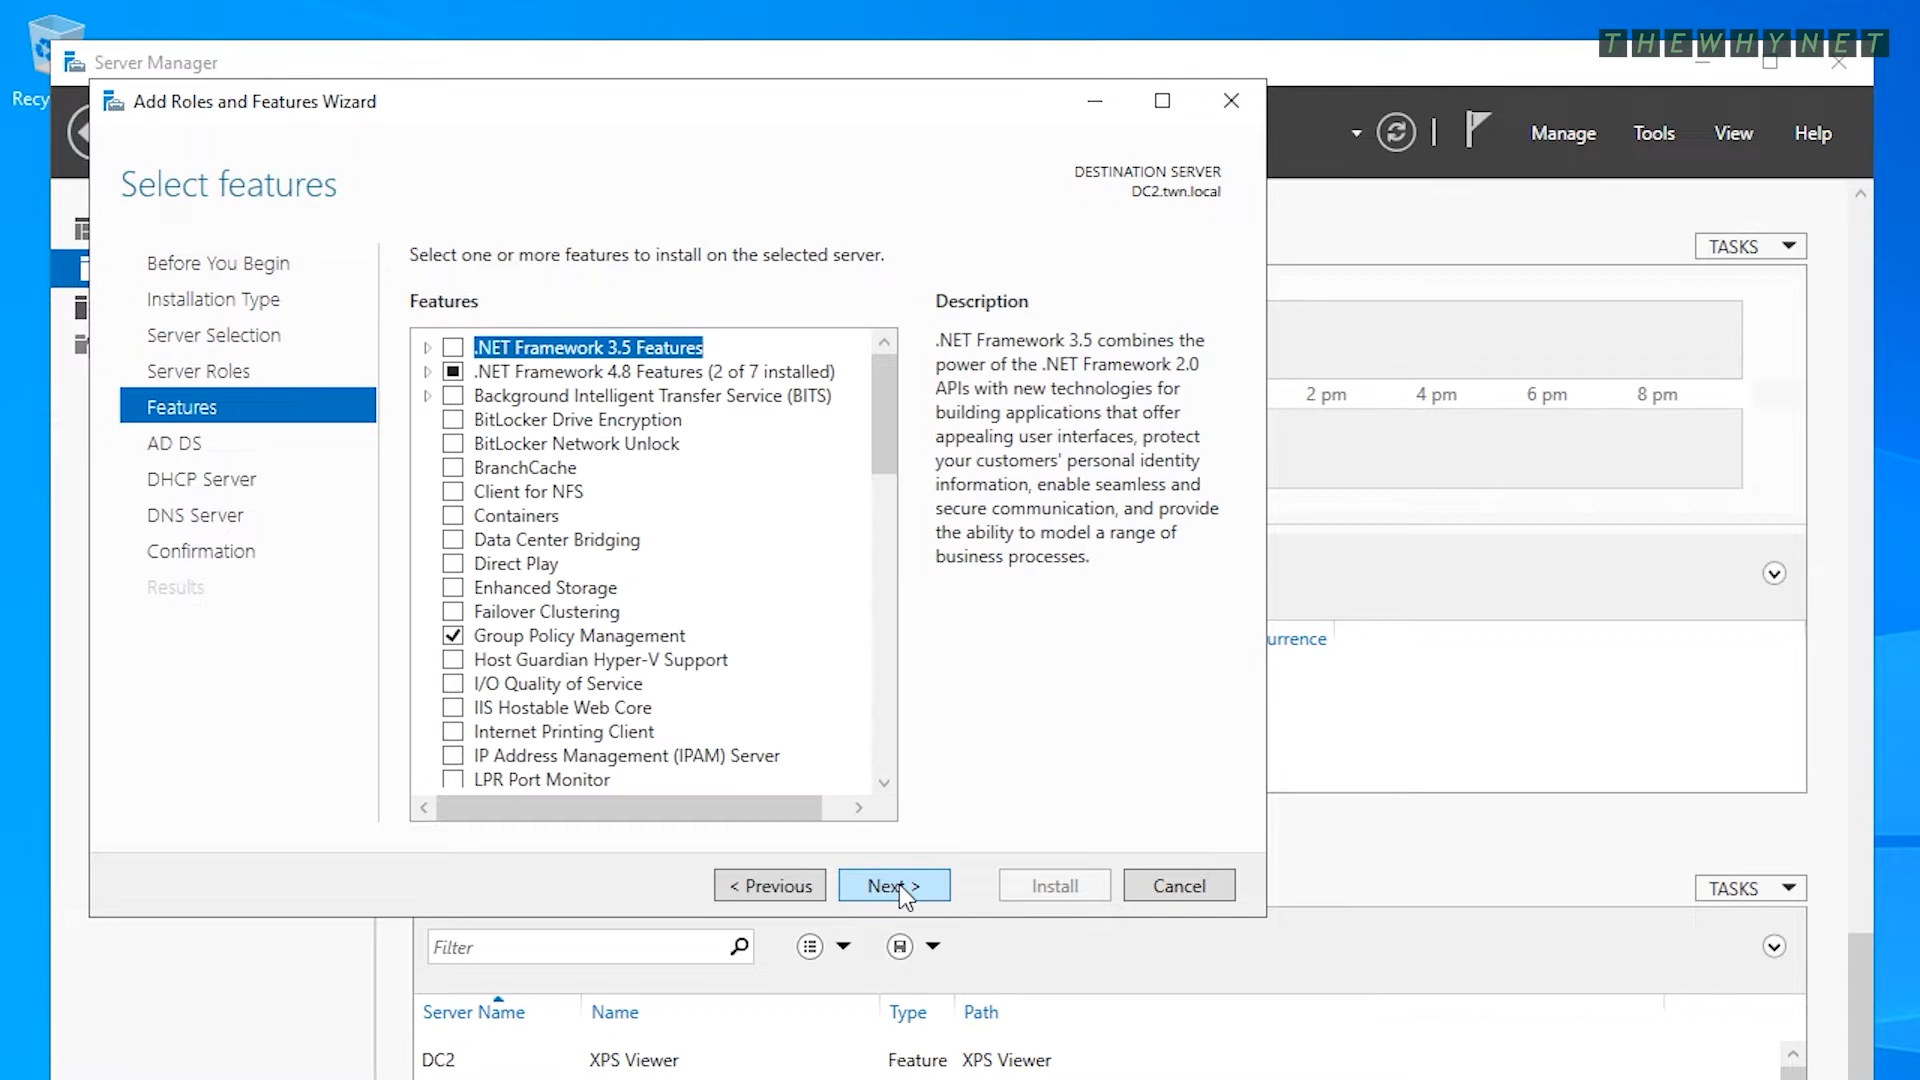 THEWHYNET
Server Manager
Recy
Add Roles and Features Wizard
Manage
Tools
View
Help
Select features
DESTINATION SERVER
DC2.twn.local
TASKS
Before You Begin
Installation Type
Server Selection
Server Roles
Features
AD DS
DHCP Server
DNS Server
Confirmation
Results
Select one or more features to install on the selected server.
Features
.NET Framework 3.5 Features
.NET Framework 4.8 Features (2 of 7 installed)
Background Intelligent Transfer Service (BITS)
BitLocker Drive Encryption
BitLocker Network Unlock
BranchCache
Client for NFS
Containers
Data Center Bridging
Direct Play
Enhanced Storage
Failover Clustering
Group Policy Management
Host Guardian Hyper-V Support
I/O Quality of Service
IIS Hostable Web Core
Internet Printing Client
IP Address Management (IPAM) Server
LPR Port Monitor
Description
.NET Framework 3.5 combines the
power of the .NET Framework 2.0
APIs with new technologies for
building applications that offer
appealing user interfaces, protect
your customers' personal identity
information, enable seamless and
secure communication, and provide
the ability to model a range of
business processes.
2 pm
4 pm
6 pm
8 pm
urrence
< Previous
Next >
Install
Cancel
TASKS
Filter
Server Name
Name
Type
Path
DC2
XPS Viewer
Feature
XPS Viewer